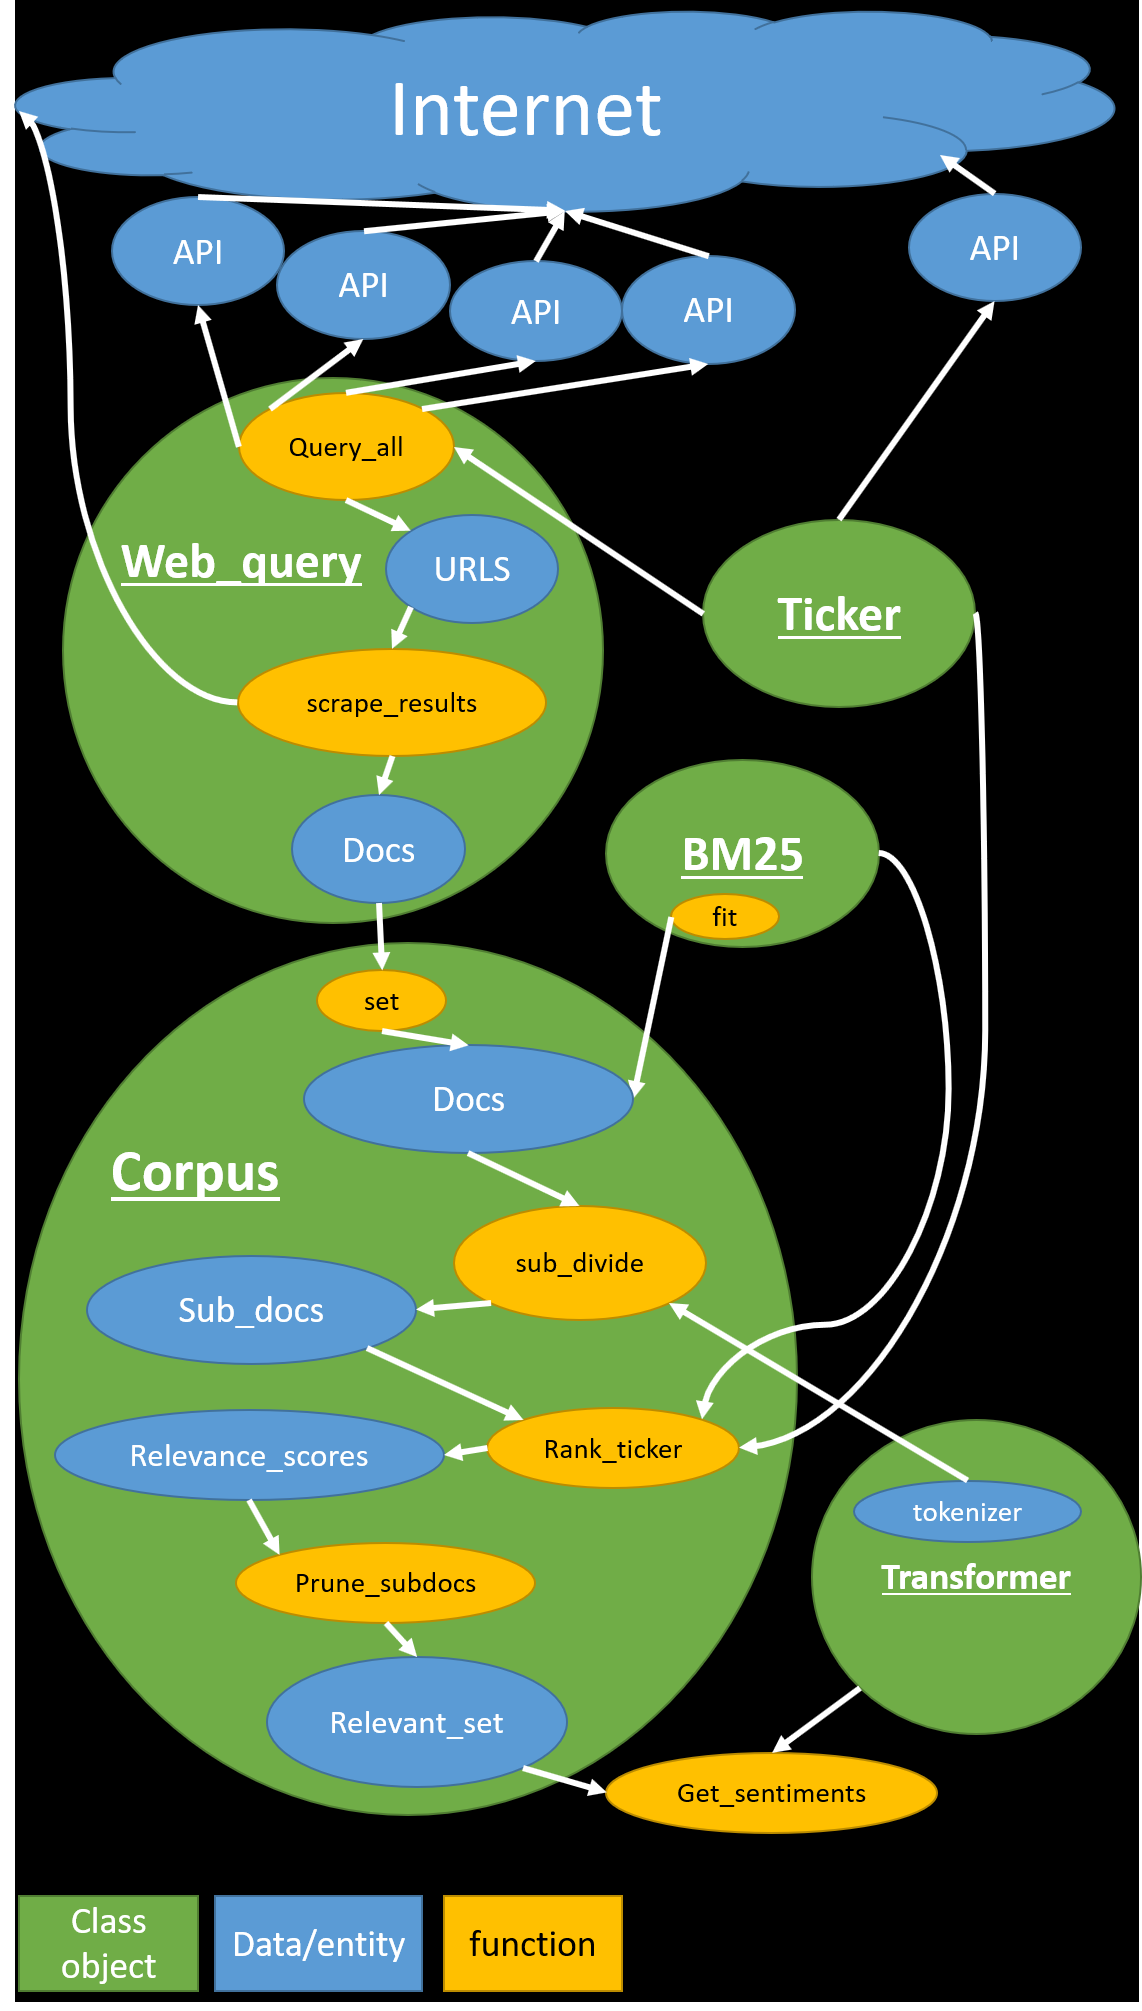 Internet
API
API
API
API
API
Query_all
Web_query
URLS
Ticker
scrape_results
Docs
BM25
fit
set
Docs
Corpus
sub_divide
Sub_docs
Rank_ticker
Relevance_scores
tokenizer
Transformer
Prune_subdocs
Relevant_set
Get_sentiments
Class
object
Data/entity
function